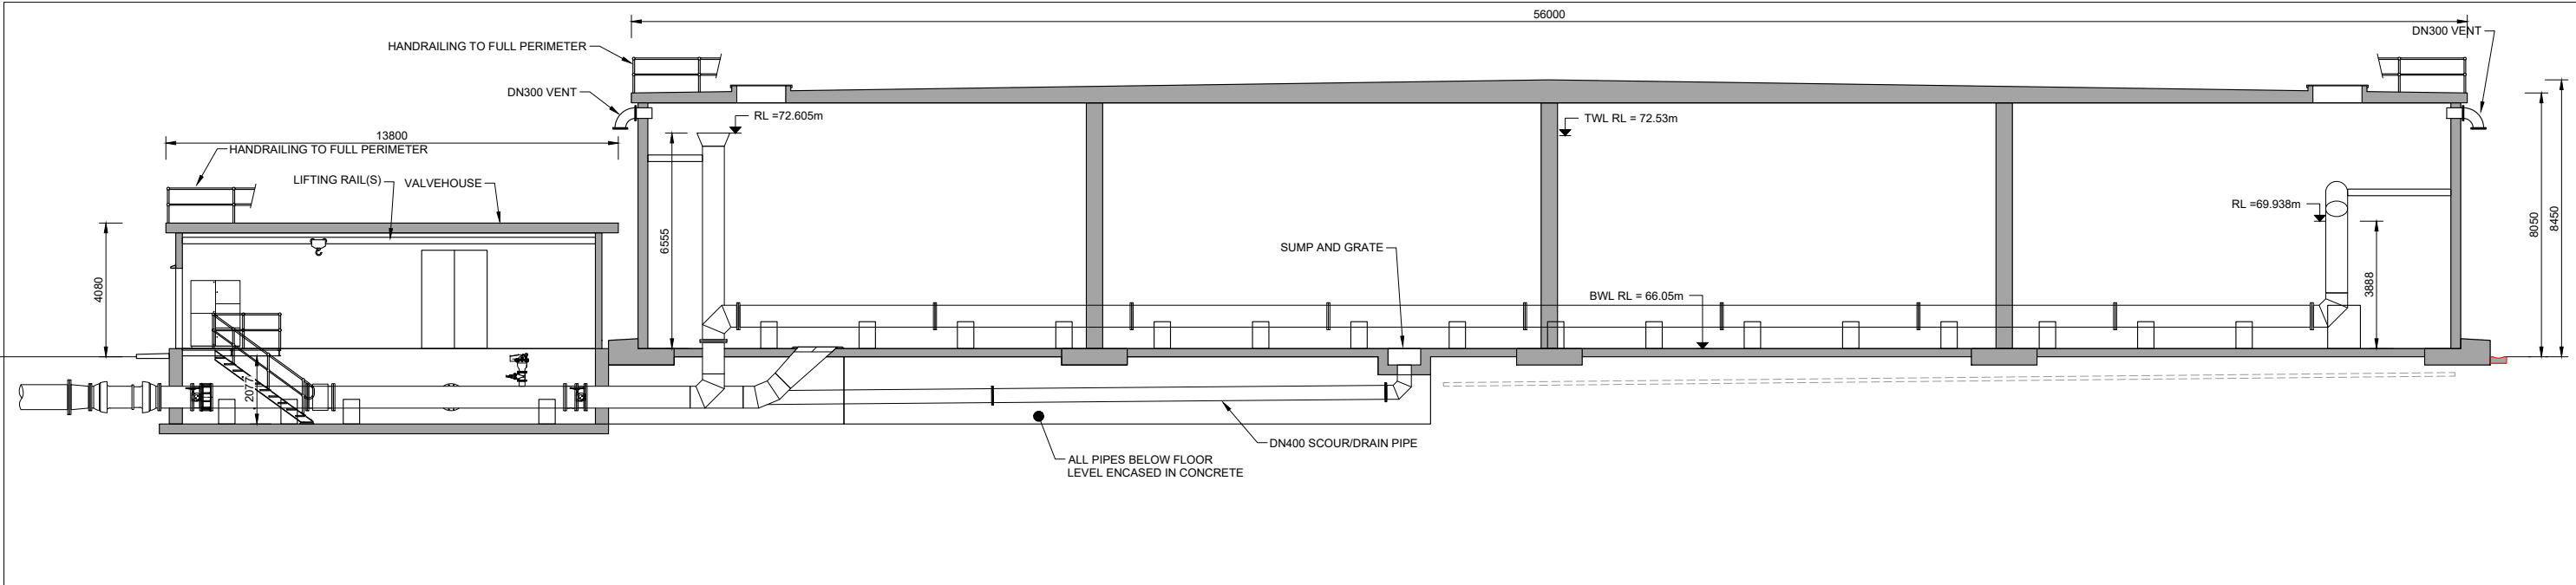 56000
HANDRAILING TO FULL PERIMETER
DN300 VENT
DN300 VENT
RL =72.605m
TWL RL = 72.53m
13800
HANDRAILING TO FULL PERIMETER
LIFTING RAIL(S)
VALVEHOUSE
RL =69.938m
6555
SUMP AND GRATE
8050
8450
4080
3888
BWL RL = 66.05m
2077
DN400 SCOUR/DRAIN PIPE
ALL PIPES BELOW FLOOR
LEVEL ENCASED IN CONCRETE